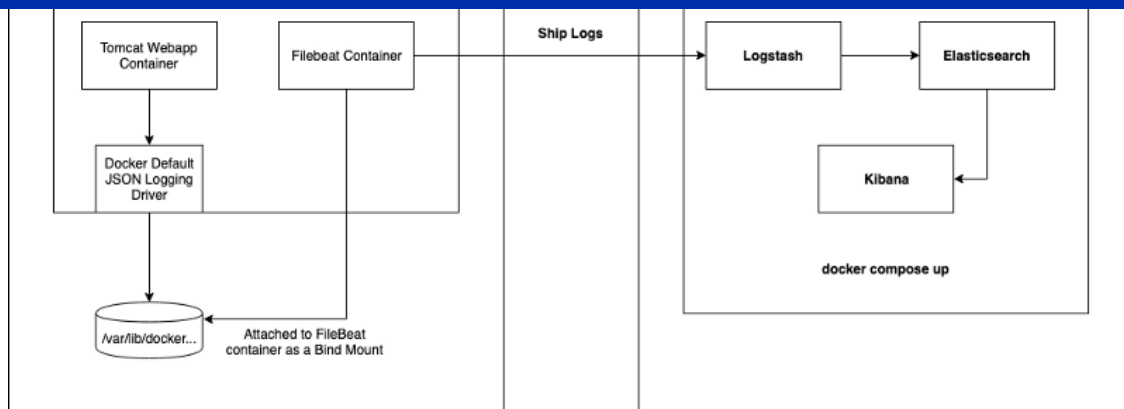 Tomcat Webapp
Container
Filebeat Container
Ship Logs
Logstash
Elasticsearch
Docker Default
JSON Logging
Driver
Kibana
docker compose up
/var/lib/docker...
Attached to FileBeat
container as a Bind Mount